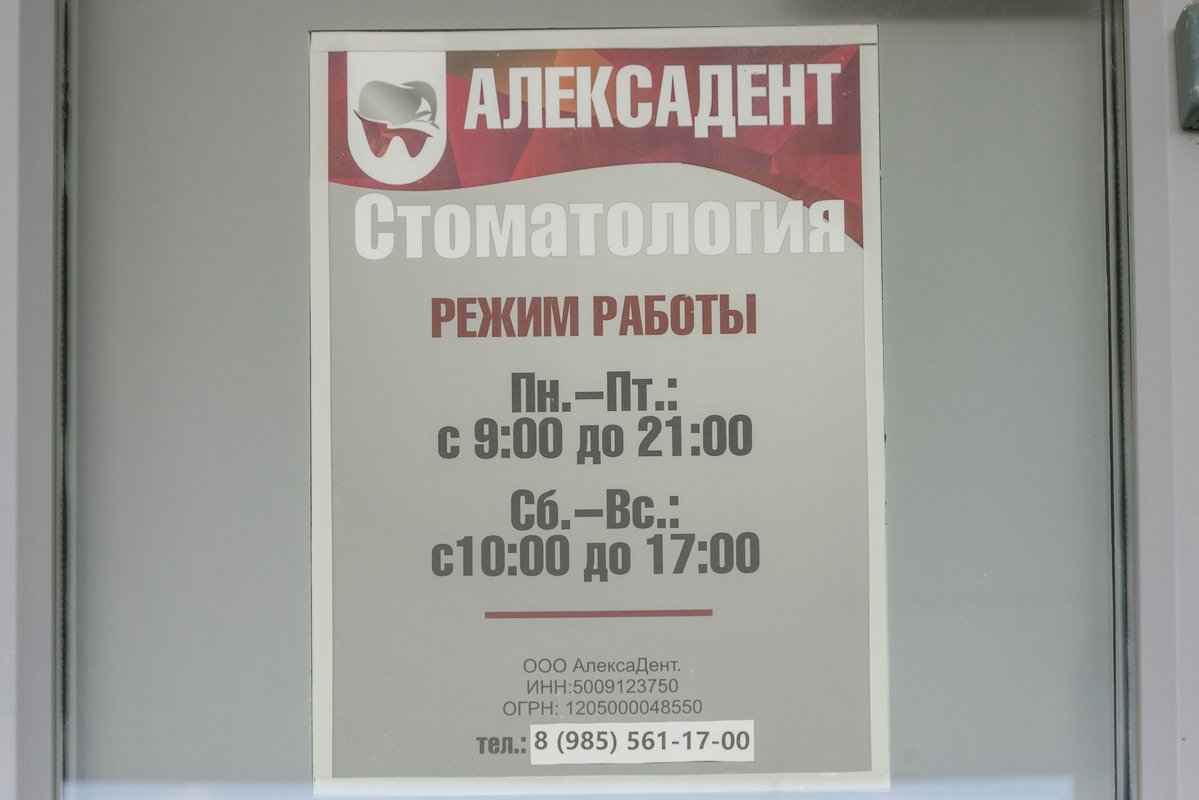 АЛЕКСАДЕНТ
Стоматология
РЕЖИМ РАБОТЫ
Пн.–Пт.:
с 9:00 до 21:00
Сб.–Вс.:
с10:00 до 17:00
ООО АлексаДент.
ИНН:5009123750
ОГРН: 1205000048550
тел.: 8 (985) 561-17-00